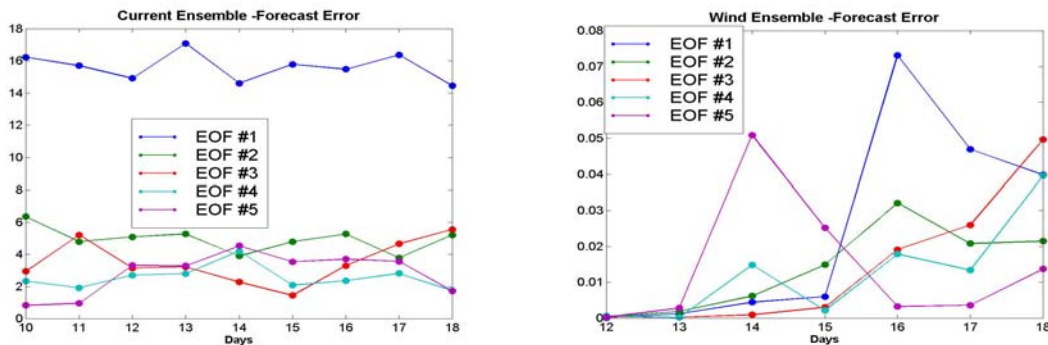 Current Ensemble -Forecast Error
18
16
14
12
10
8
6
4
2
0
EOF #1
EOF #2
EOF #3
EOF #4
EOF #5
10 11 12 13 14 15 16 17 18
Days
Wind Ensemble -Forecast Error
0.08
0.07
0.06
0.05
0.04
0.03
0.02
0.01
0
EOF #1
EOF #2
EOF #3
EOF #4
EOF #5
12 13 14 15 16 17 18
Days